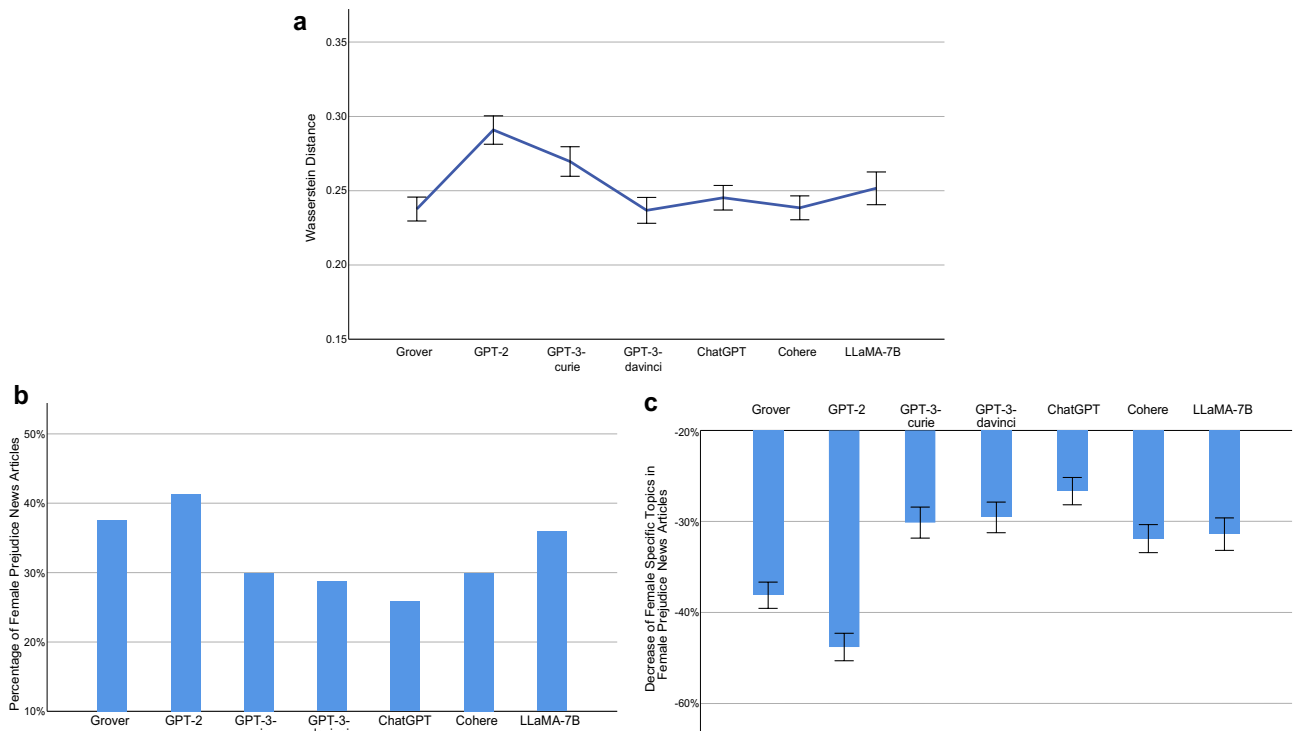 a
Wasserstein Distance
0.35
0.30
0.25
0.20
0.15
Grover
GPT-2
GPT-3-
curie
GPT-3-
davinci
ChatGPT
Cohere
LLaMA-7B
b
Percentage of Female Prejudice News Articles
50%
40%
30%
20%
10%
Grover
GPT-2
GPT-3-
GPT-3-
ChatGPT
Cohere
LLaMA-7B
c
Decrease of Female Specific Topics in
Female Prejudice News Articles
Grover
GPT-2
GPT-3-
curie
GPT-3-
davinci
ChatGPT
Cohere
LLaMA-7B
-20%
-30%
-40%
-60%